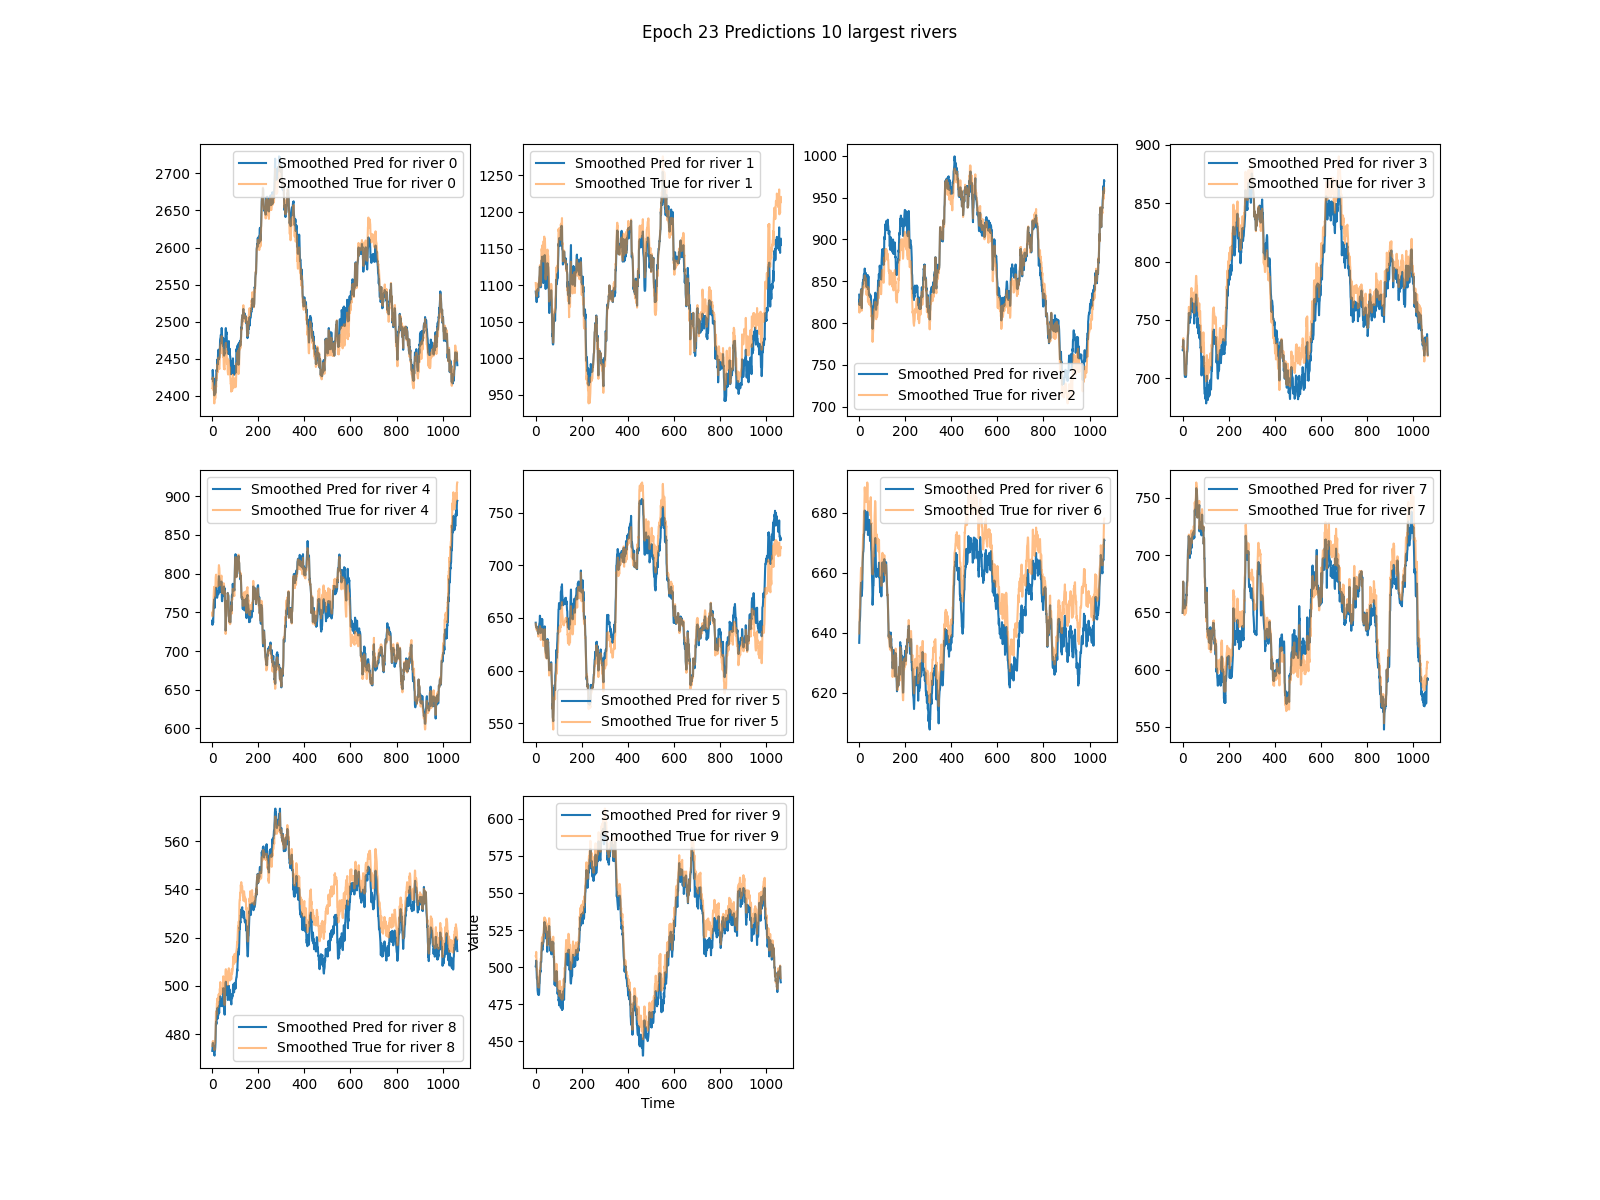 Epoch 23 Predictions 10 largest rivers
2700
2650
2600
2550
2500
2450
2400
Smoothed Pred for river 0
Smoothed True for river 0
0 200 400 600 800 1000
1250
1200
1150
1100
1050
1000
950
Smoothed Pred for river 1
Smoothed True for river 1
0 200 400 600 800 1000
1000
950
900
850
800
750
700
Smoothed Pred for river 2
Smoothed True for river 2
0 200 400 600 800 1000
900
850
800
750
700
Smoothed Pred for river 3
Smoothed True for river 3
0 200 400 600 800 1000
900
850
800
750
700
650
600
Smoothed Pred for river 4
Smoothed True for river 4
0 200 400 600 800 1000
750
700
650
600
550
Smoothed Pred for river 5
Smoothed True for river 5
0 200 400 600 800 1000
680
660
640
620
Smoothed Pred for river 6
Smoothed True for river 6
0 200 400 600 800 1000
750
700
650
600
550
Smoothed Pred for river 7
Smoothed True for river 7
0 200 400 600 800 1000
560
540
520
500
480
Smoothed Pred for river 8
Smoothed True for river 8
0 200 400 600 800 1000
Value
600
575
550
525
500
475
450
Smoothed Pred for river 9
Smoothed True for river 9
0 200 400 600 800 1000
Time